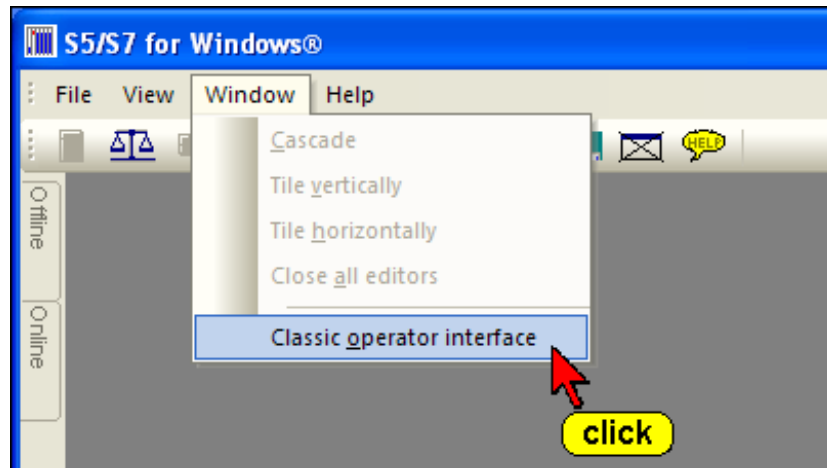 S5/S7 for Windows®
File View Window Help
HELP
Cascade
Tile vertically
Tile horizontally
Close all editors
Classic operator interface
click
Offline
Online